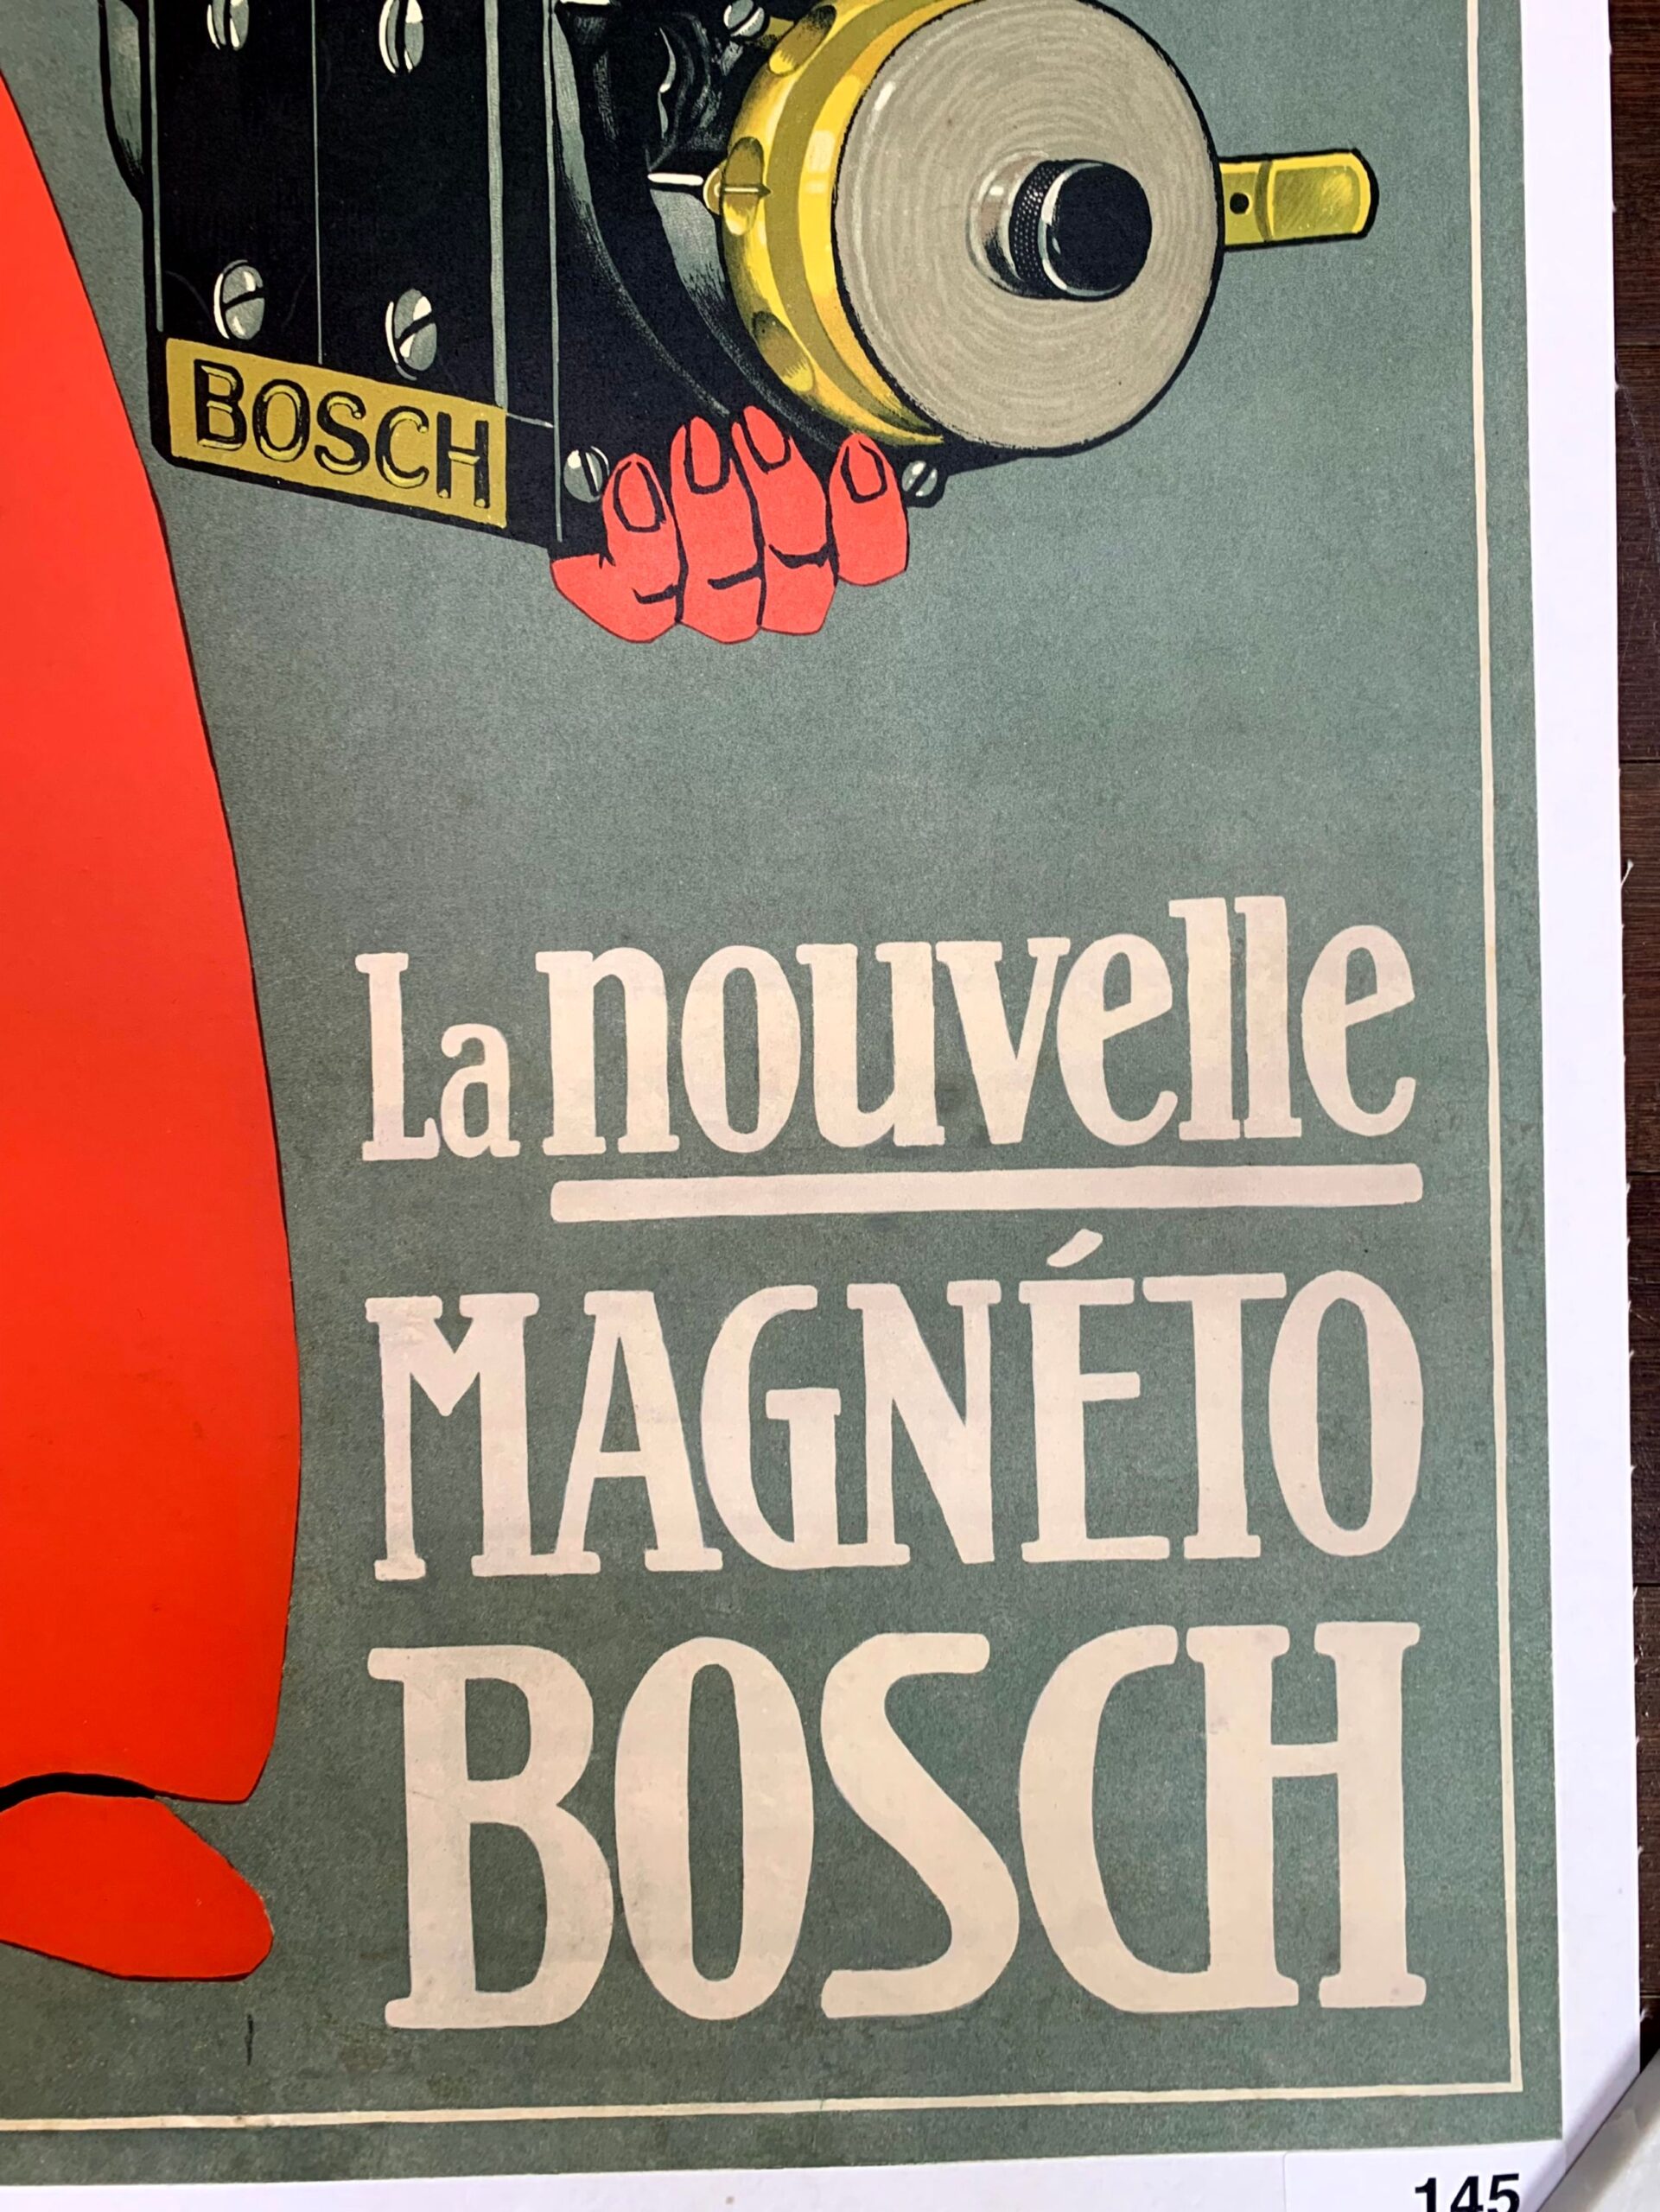 BOSCH
La nouvelle
MAGNÉTO
BOSCH
145